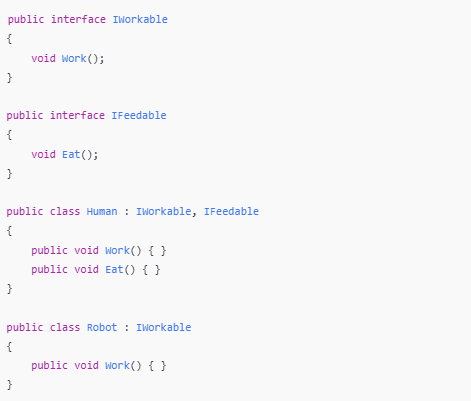 public interface IWorkable
{
    void Work();
}

public interface IFeedable
{
    void Eat();
}

public class Human : IWorkable, IFeedable
{
    public void Work() { }
    public void Eat() { }
}

public class Robot : IWorkable
{
    public void Work() { }
}